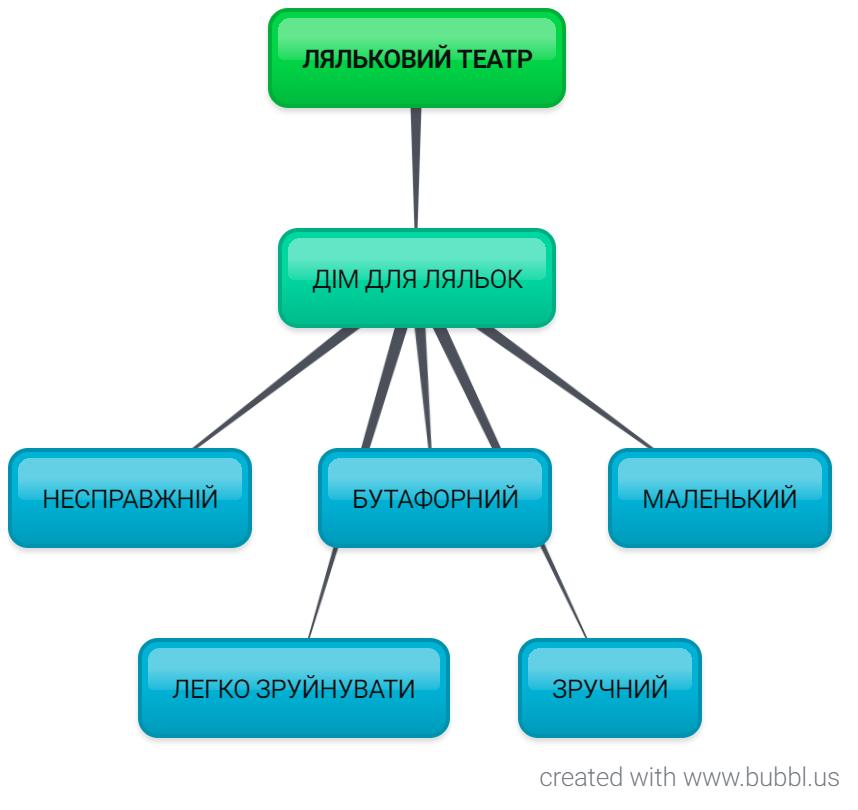 ЛЯЛЬКОВИЙ ТЕАТР
ДІМ ДЛЯ ЛЯЛЬОК
НЕСПРАВЖНІЙ
БУТАФОРНИЙ
МАЛЕНЬКИЙ
ЛЕГКО ЗРУЙНУВАТИ
ЗРУЧНИЙ
created with www.bubbl.us